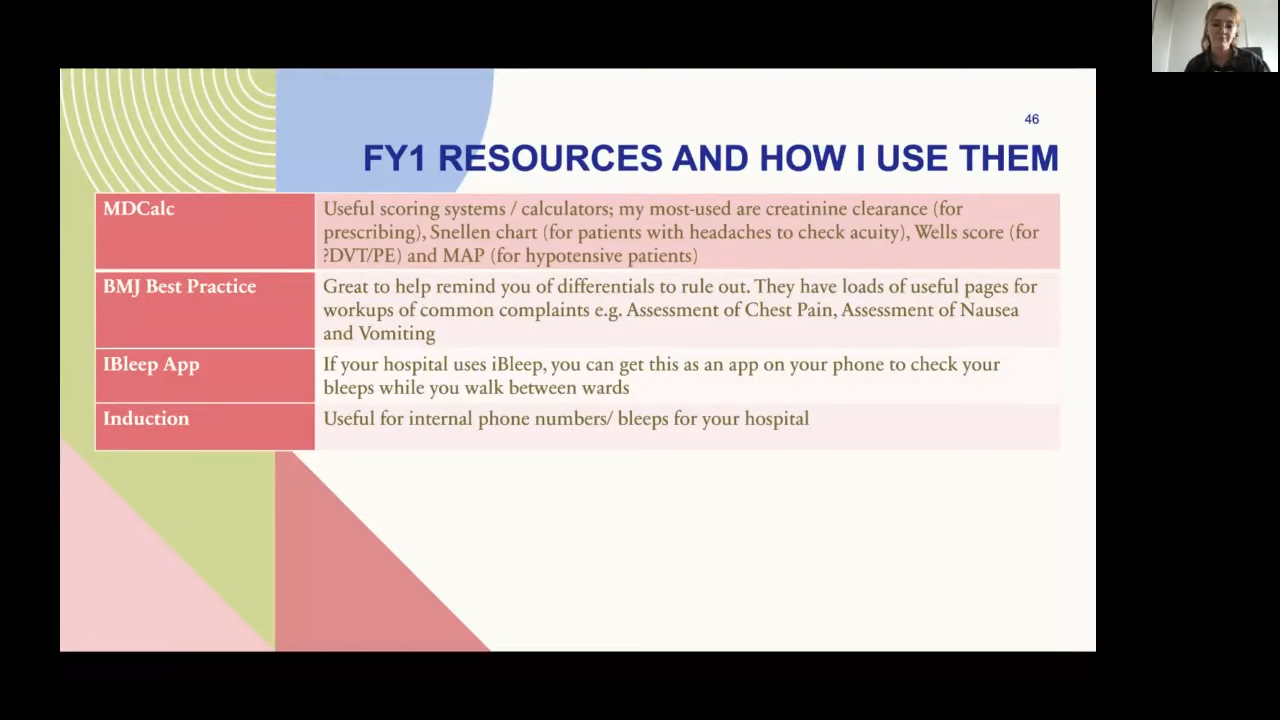 46
FY1 RESOURCES AND HOW I USE THEM
MDCalc
Useful scoring systems / calculators; my most-used are creatinine clearance (for
prescribing), Snellen chart (for patients with headaches to check acuity), Wells score (for
?DVT/PE) and MAP (for hypotensive patients)
BMJ Best Practice
Great to help remind you of differentials to rule out. They have loads of useful pages for
workups of common complaints e.g. Assessment of Chest Pain, Assessment of Nausea
and Vomiting
IBleep App
If your hospital uses iBleep, you can get this as an app on your phone to check your
bleeps while you walk between wards
Induction
Useful for internal phone numbers/ bleeps for your hospital